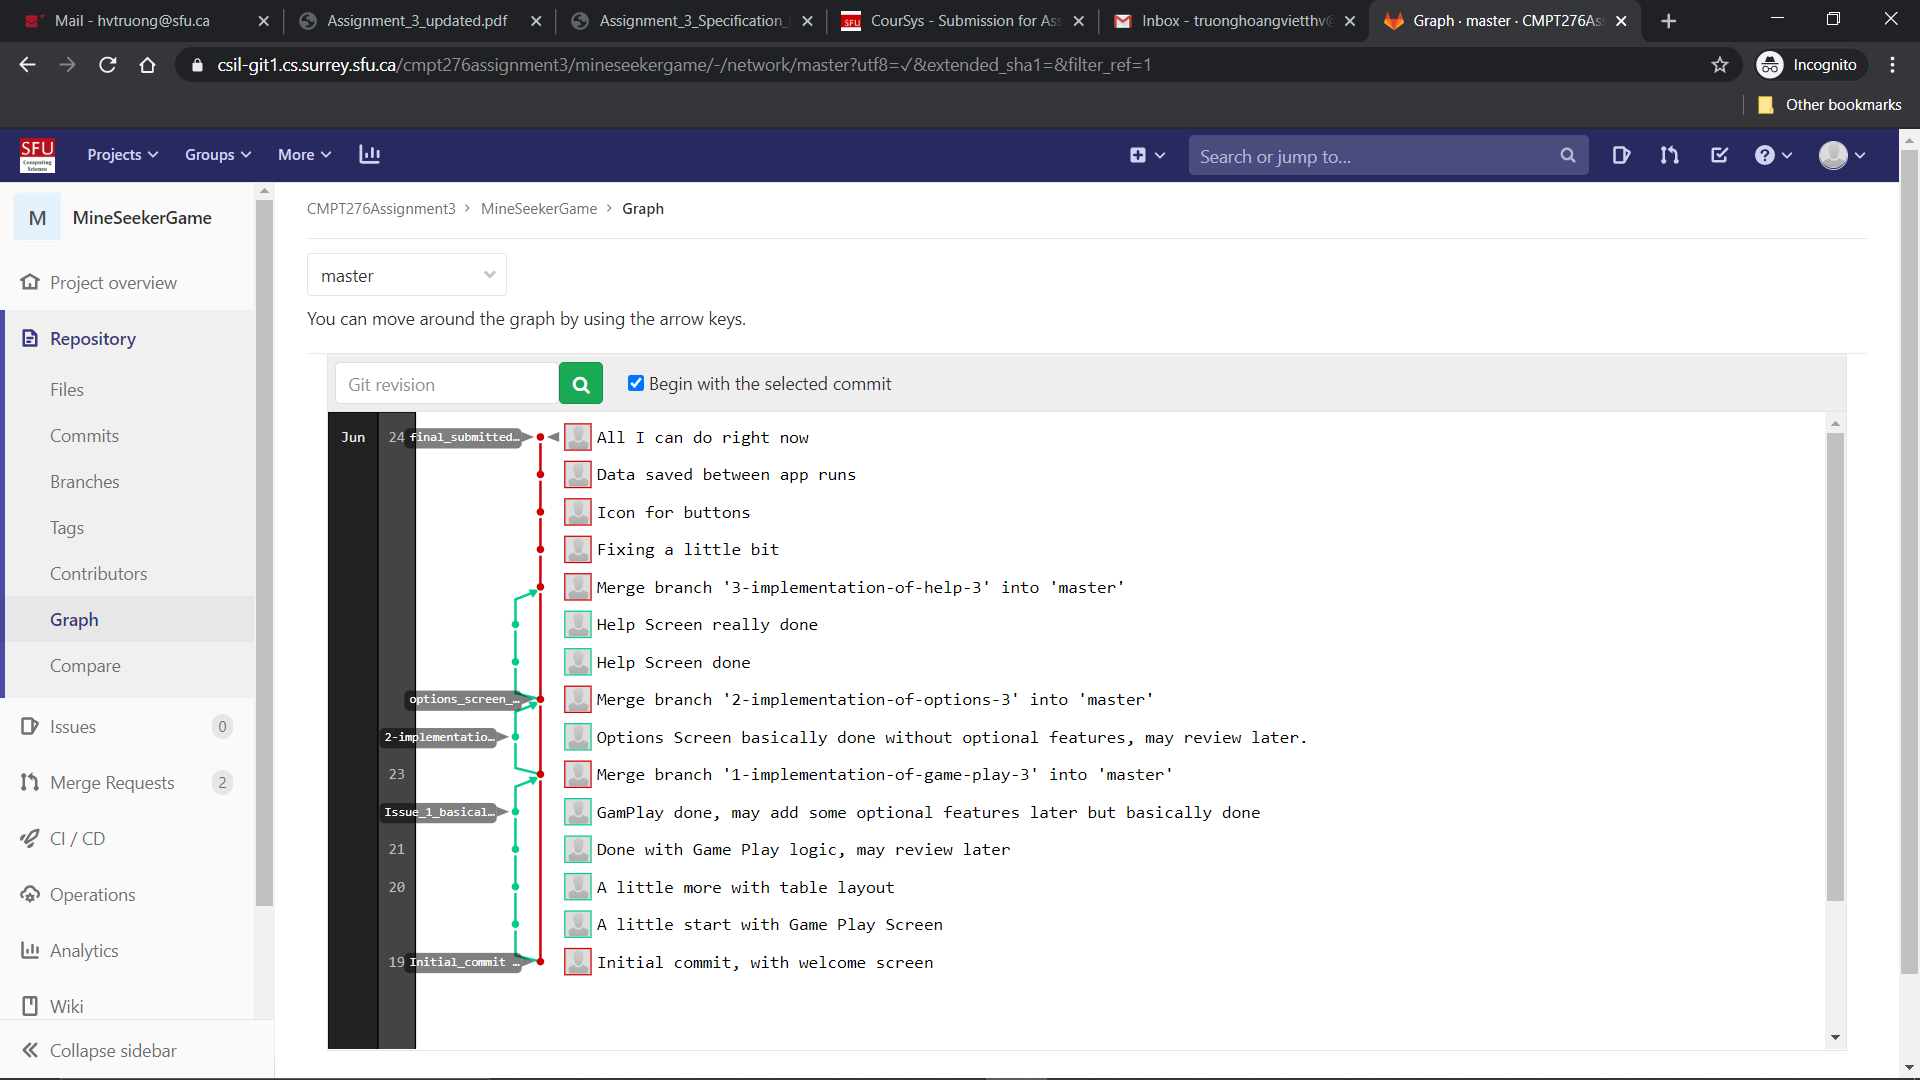 Mail - hvtruong@sfu.ca
Assignment_3_updated.pdf
Assignment_3_Specification_
SFU CourSys - Submission for Ass
Inbox - truonghoangvietthv@
Graph · master · CMPT276As
csil-git1.cs.surrey.sfu.ca/cmpt276assignment3/mineseekergame/-/network/master?utf8=✓&extended_sha1=&filter_ref=1
Incognito
Other bookmarks
SFU
Computing
Science
Projects
Groups
More
Search or jump to...
M
MineSeekerGame
Project overview
Repository
Files
Commits
Branches
Tags
Contributors
Graph
Compare
Issues 0
Merge Requests 2
CI / CD
Operations
Analytics
Wiki
Collapse sidebar
CMPT276Assignment3 > MineSeekerGame > Graph
master
You can move around the graph by using the arrow keys.
Git revision
Begin with the selected commit
Jun 24 final_submitted… All I can do right now
Data saved between app runs
Icon for buttons
Fixing a little bit
Merge branch '3-implementation-of-help-3' into 'master'
Help Screen really done
Help Screen done
options_screen_… Merge branch '2-implementation-of-options-3' into 'master'
2-implementatio… Options Screen basically done without optional features, may review later.
23 Merge branch '1-implementation-of-game-play-3' into 'master'
Issue_1_basical… GamPlay done, may add some optional features later but basically done
21 Done with Game Play logic, may review later
20 A little more with table layout
A little start with Game Play Screen
19 Initial_commit … Initial commit, with welcome screen